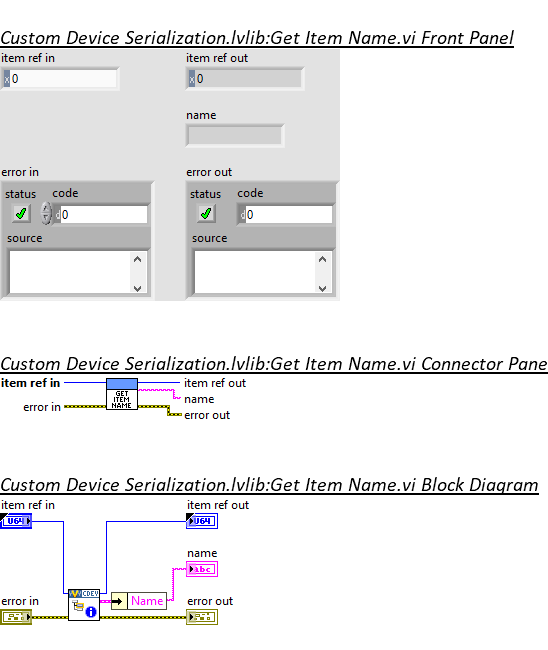 Custom Device Serialization.lvlib:Get Item Name.vi Front Panel
item ref in
item ref out
x 0
x 0
name
error in
error out
status code
status code
d 0
d 0
source
source
Custom Device Serialization.lvlib:Get Item Name.vi Connector Pane
item ref in
item ref out
GET
ITEM
NAME
name
error in
error out
Custom Device Serialization.lvlib:Get Item Name.vi Block Diagram
item ref in
item ref out
U64
U64
name
Abc
CDEV
error in
Name
error out